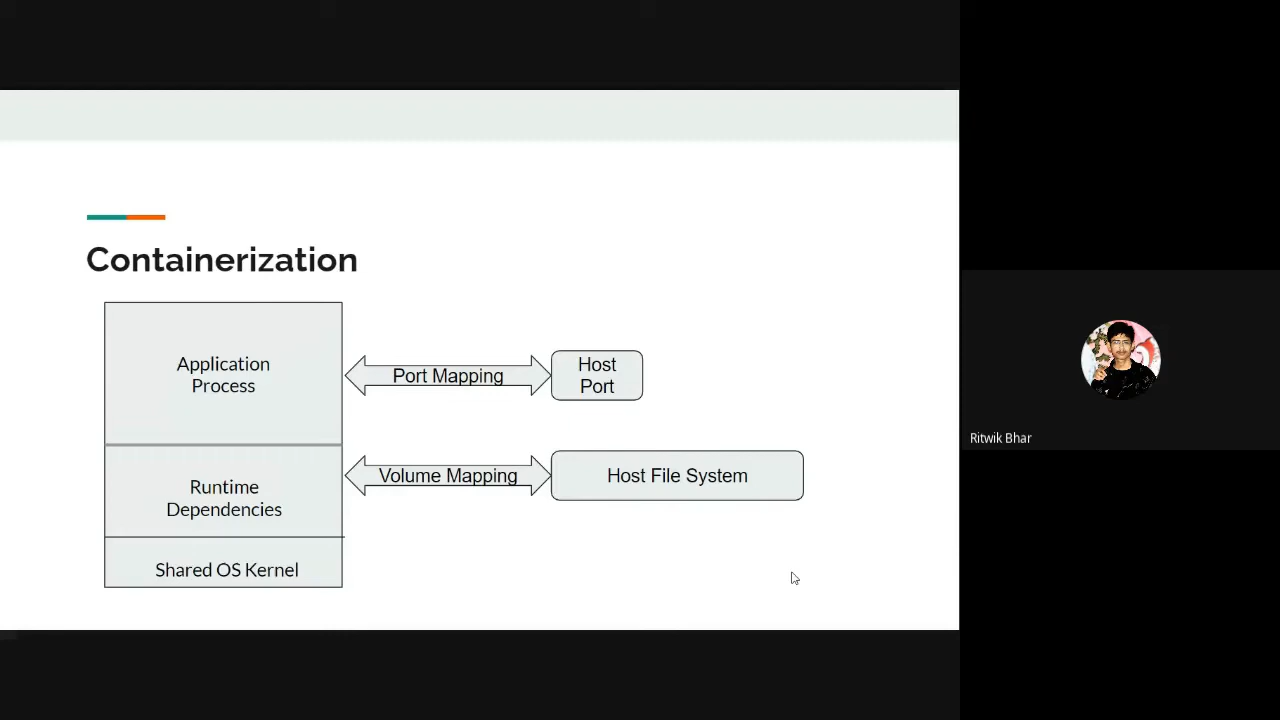 Containerization
Application
Process
Port Mapping
Host
Port
Runtime
Dependencies
Volume Mapping
Host File System
Shared OS Kernel
Ritwik Bhar